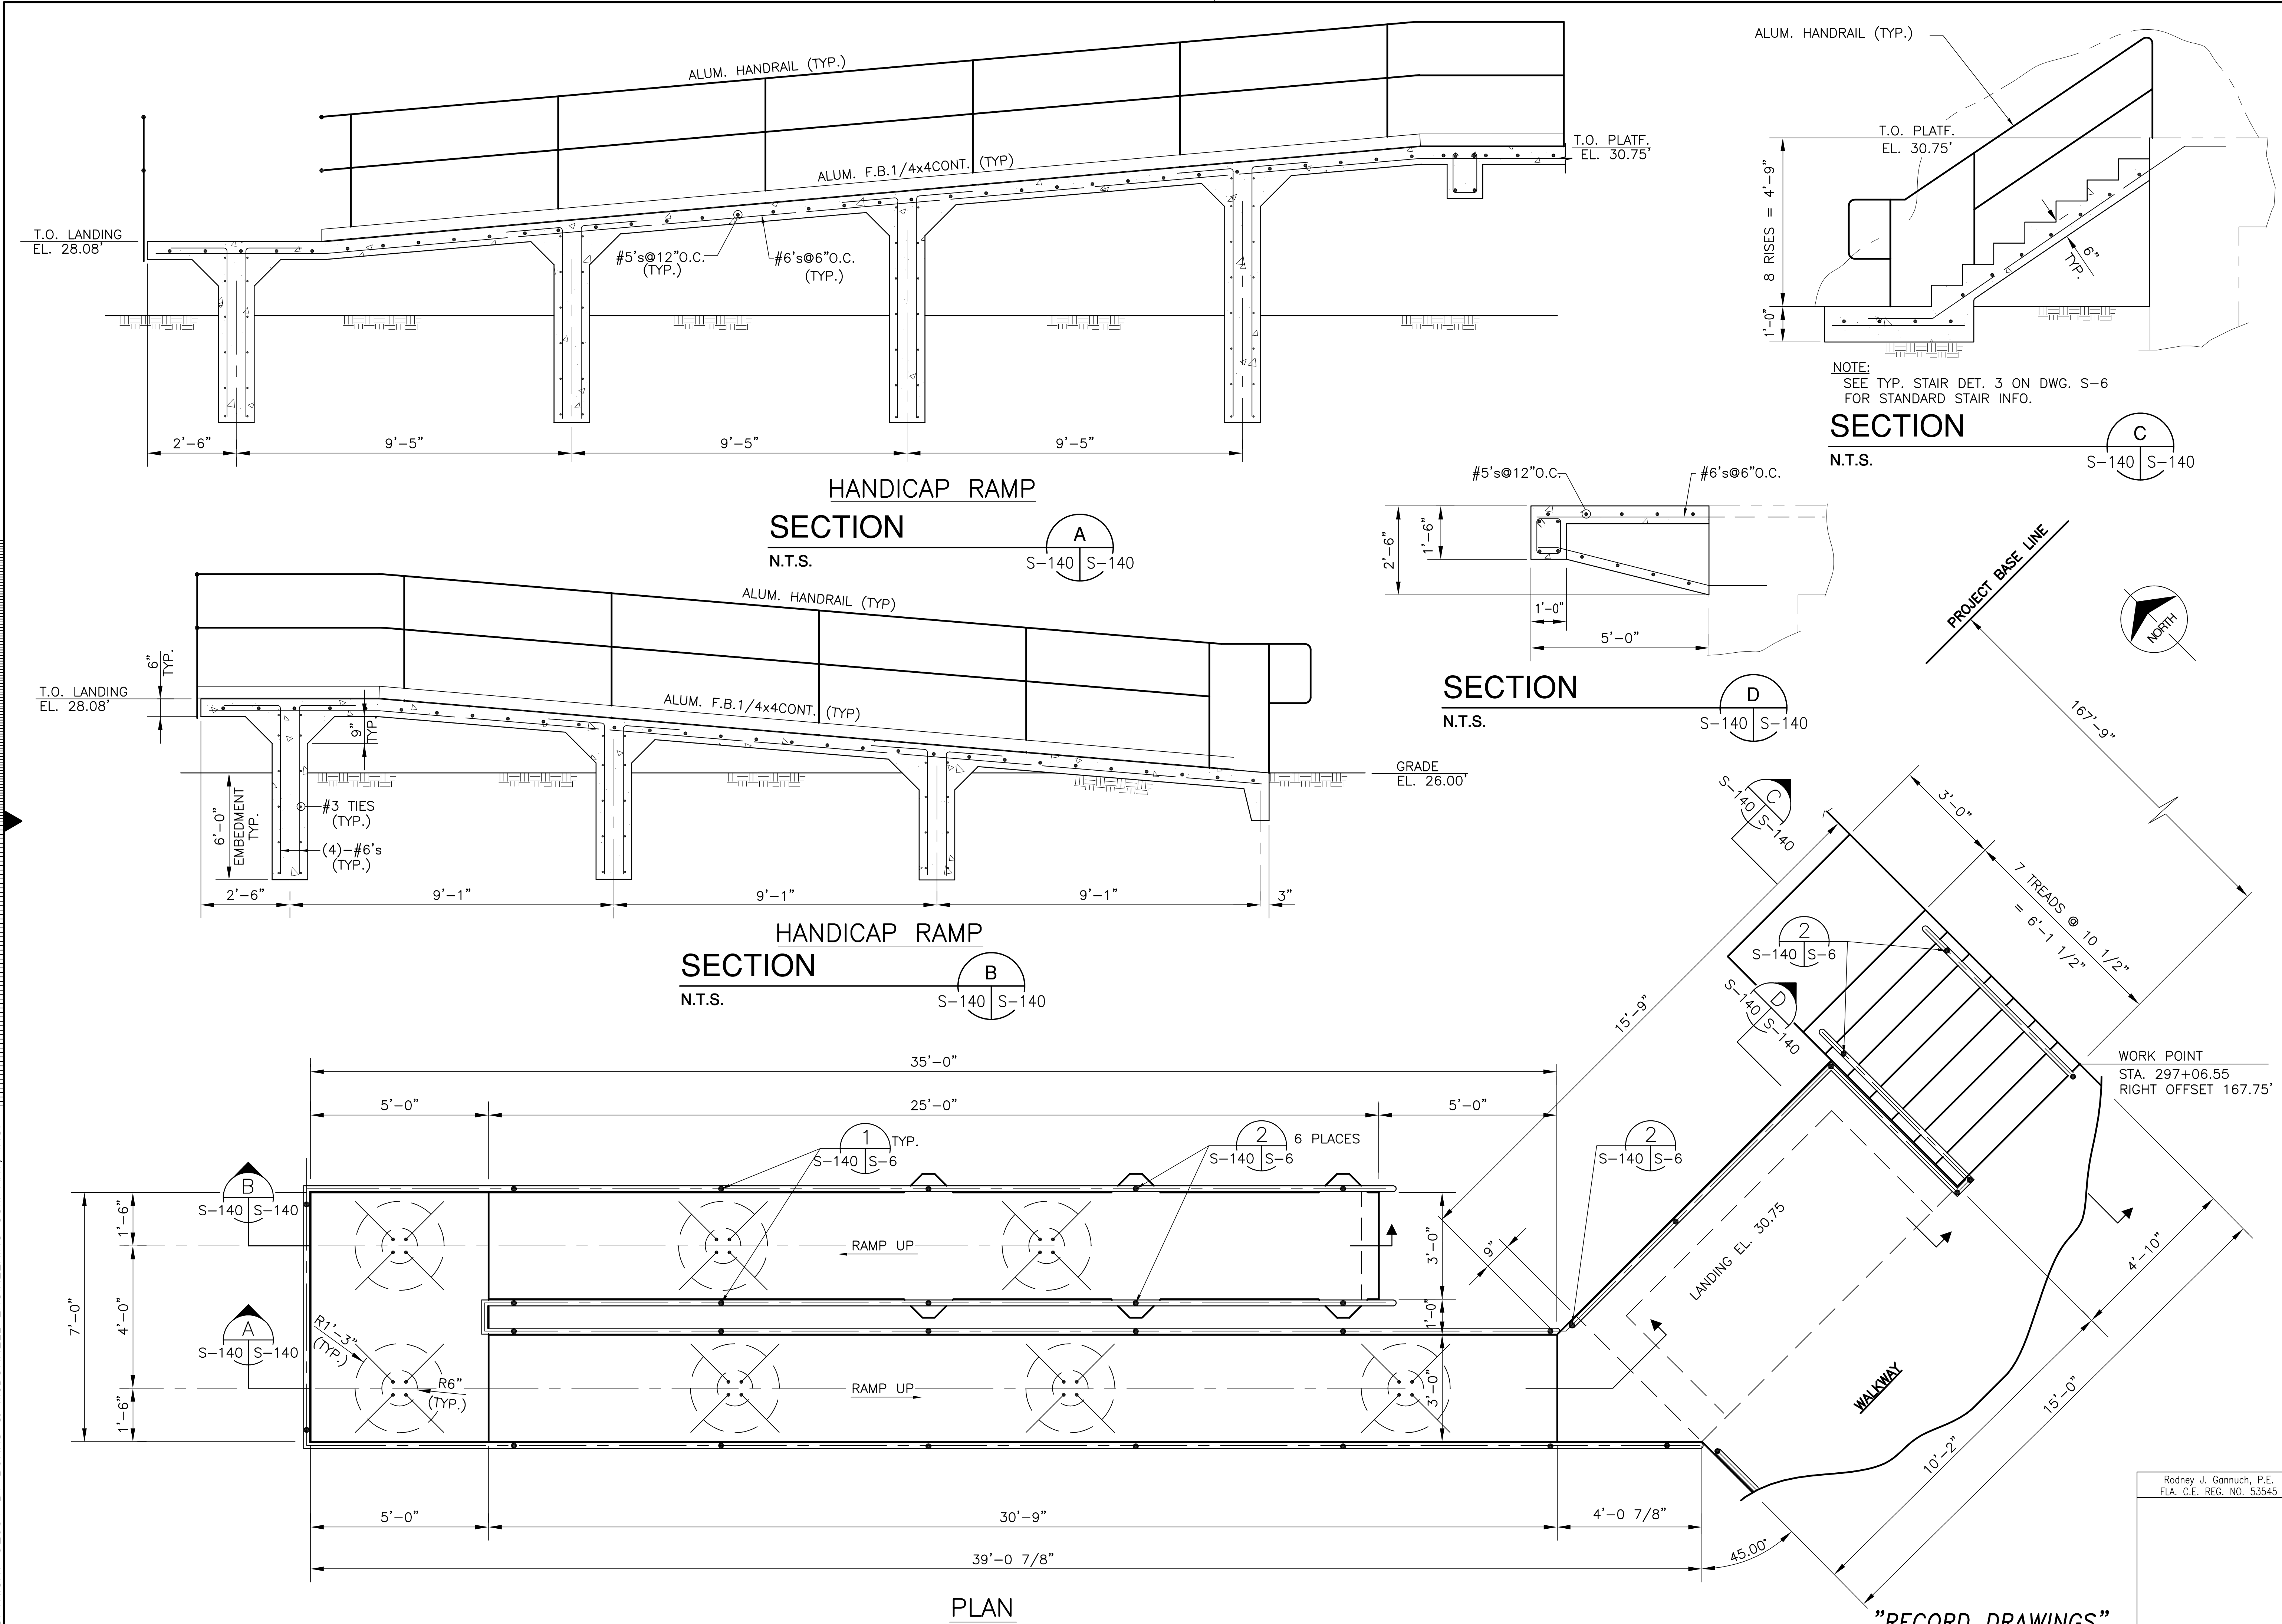 ALUM. HANDRAIL (TYP.)
ALUM. F.B.1/4x4CONT. (TYP)
T.O. PLATF.
EL. 30.75'
T.O. LANDING
EL. 28.08'
#5's@12"O.C.
(TYP.)
#6's@6"O.C.
(TYP.)
2'-6"
9'-5"
9'-5"
9'-5"
HANDICAP RAMP
SECTION
N.T.S.
A
S-140
S-140
ALUM. HANDRAIL (TYP.)
T.O. PLATF.
EL. 30.75'
8 RISES = 4'-9"
1'-0"
6"
TYP.
NOTE:
SEE TYP. STAIR DET. 3 ON DWG. S-6
FOR STANDARD STAIR INFO.
SECTION
N.T.S.
C
S-140
S-140
#5's@12"O.C.
#6's@6"O.C.
2'-6"
1'-6"
1'-0"
5'-0"
SECTION
N.T.S.
D
S-140
S-140
ALUM. HANDRAIL (TYP)
6"
TYP.
T.O. LANDING
EL. 28.08'
ALUM. F.B.1/4x4CONT. (TYP)
9"
TYP.
GRADE
EL. 26.00'
6'-0"
EMBEDMENT
TYP.
#3 TIES
(TYP.)
(4)-#6's
(TYP.)
2'-6"
9'-1"
9'-1"
9'-1"
3"
HANDICAP RAMP
SECTION
N.T.S.
B
S-140
S-140
PROJECT BASE LINE
NORTH
167'-9"
C
S-140
S-140
3'-0"
7 TREADS @ 10 1/2"
= 6'-1 1/2"
2
S-140
S-6
D
S-140
S-140
15'-9"
WORK POINT
STA. 297+06.55
RIGHT OFFSET 167.75'
35'-0"
5'-0"
25'-0"
5'-0"
1
TYP.
S-140
S-6
2
6 PLACES
S-140
S-6
2
S-140
S-6
B
S-140
S-140
A
S-140
S-140
7'-0"
1'-6"
4'-0"
1'-6"
RAMP UP
RAMP UP
R1'-3"
(TYP.)
R6"
(TYP.)
3'-0"
1'-0"
3'-0"
9"
LANDING EL. 30.75
WALKWAY
4'-10"
15'-0"
10'-2"
5'-0"
30'-9"
4'-0 7/8"
39'-0 7/8"
45.00°
PLAN
Rodney J. Gannuch, P.E.
FLA. C.E. REG. NO. 53545
"RECORD DRAWINGS"